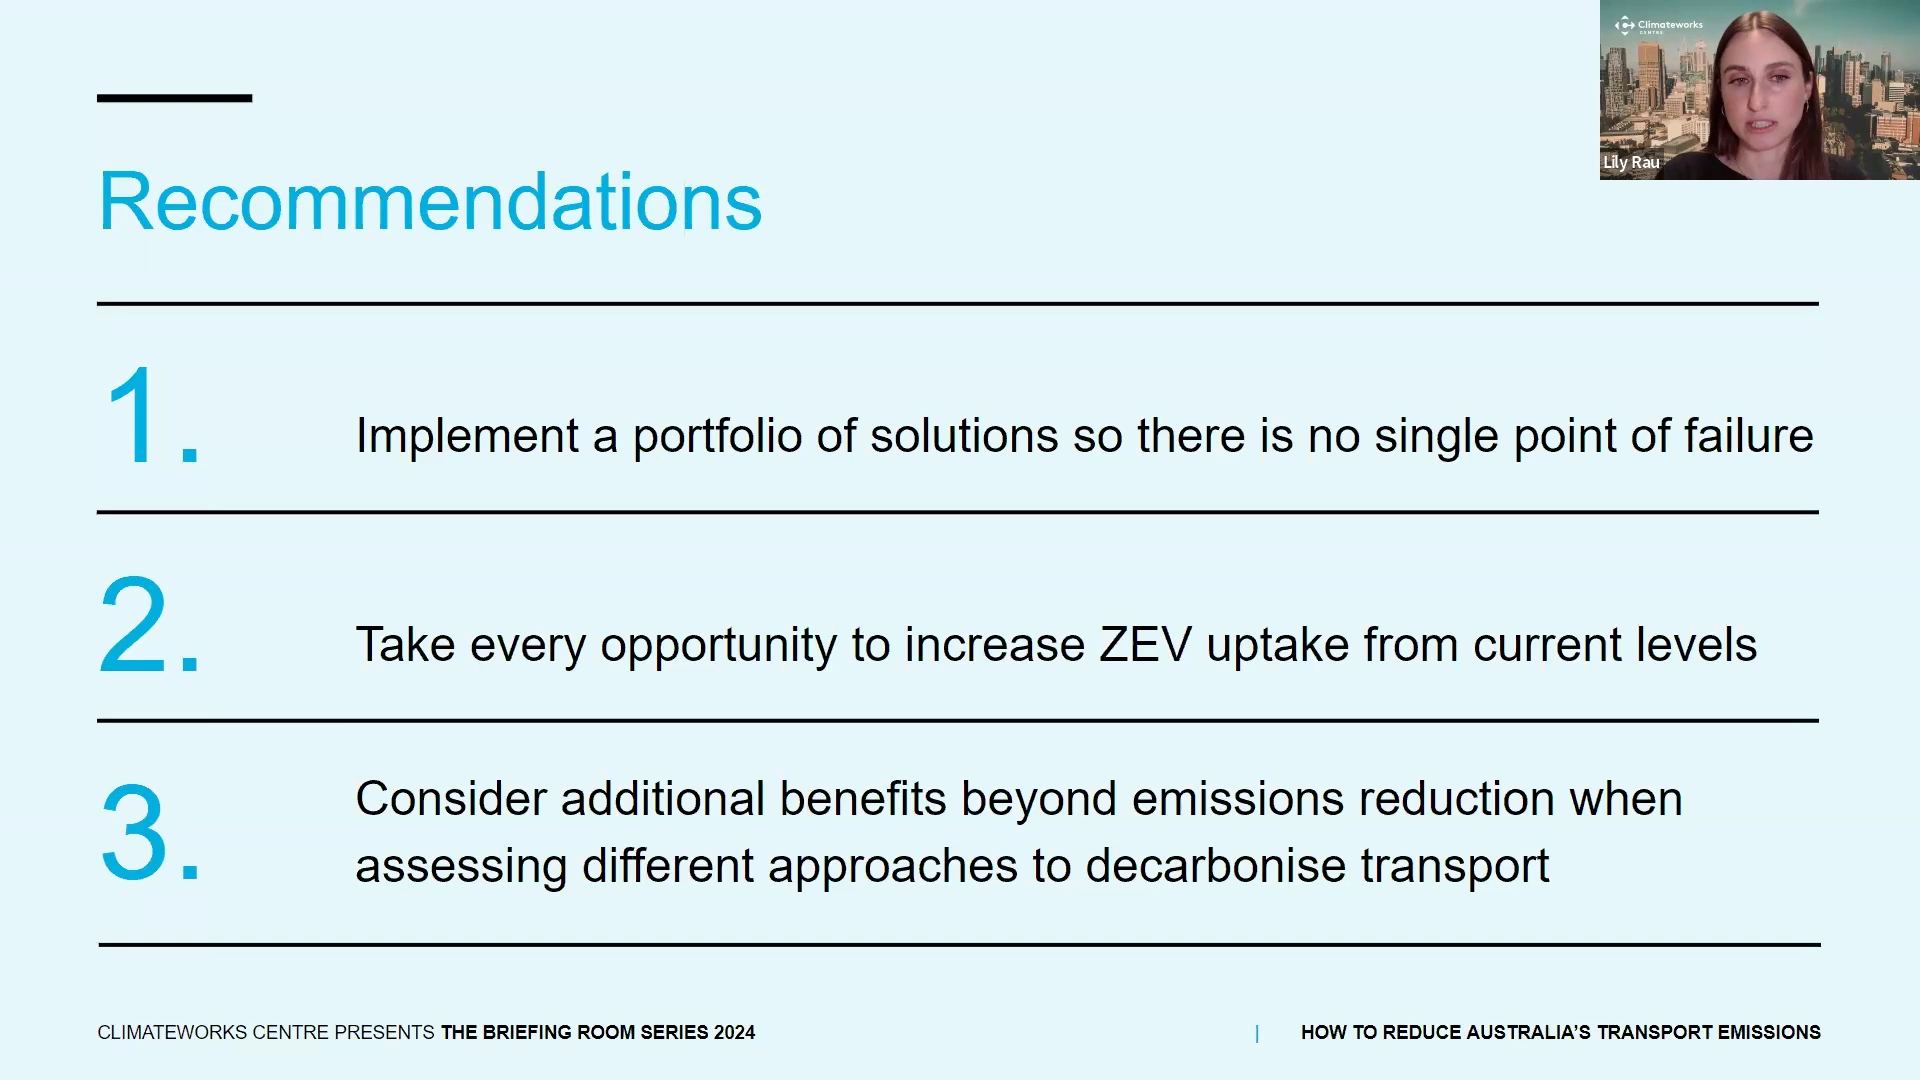 Climateworks
CENTRE
Lily Rau
Recommendations
1. Implement a portfolio of solutions so there is no single point of failure
2. Take every opportunity to increase ZEV uptake from current levels
3. Consider additional benefits beyond emissions reduction when
assessing different approaches to decarbonise transport
CLIMATEWORKS CENTRE PRESENTS THE BRIEFING ROOM SERIES 2024 | HOW TO REDUCE AUSTRALIA’S TRANSPORT EMISSIONS